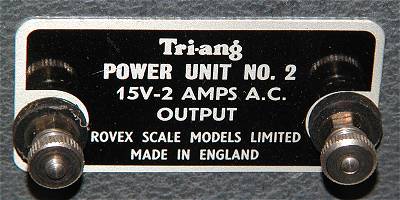 Tri-ang
POWER UNIT NO. 2
15V-2 AMPS A.C.
OUTPUT
ROVEX SCALE MODELS LIMITED
MADE IN ENGLAND